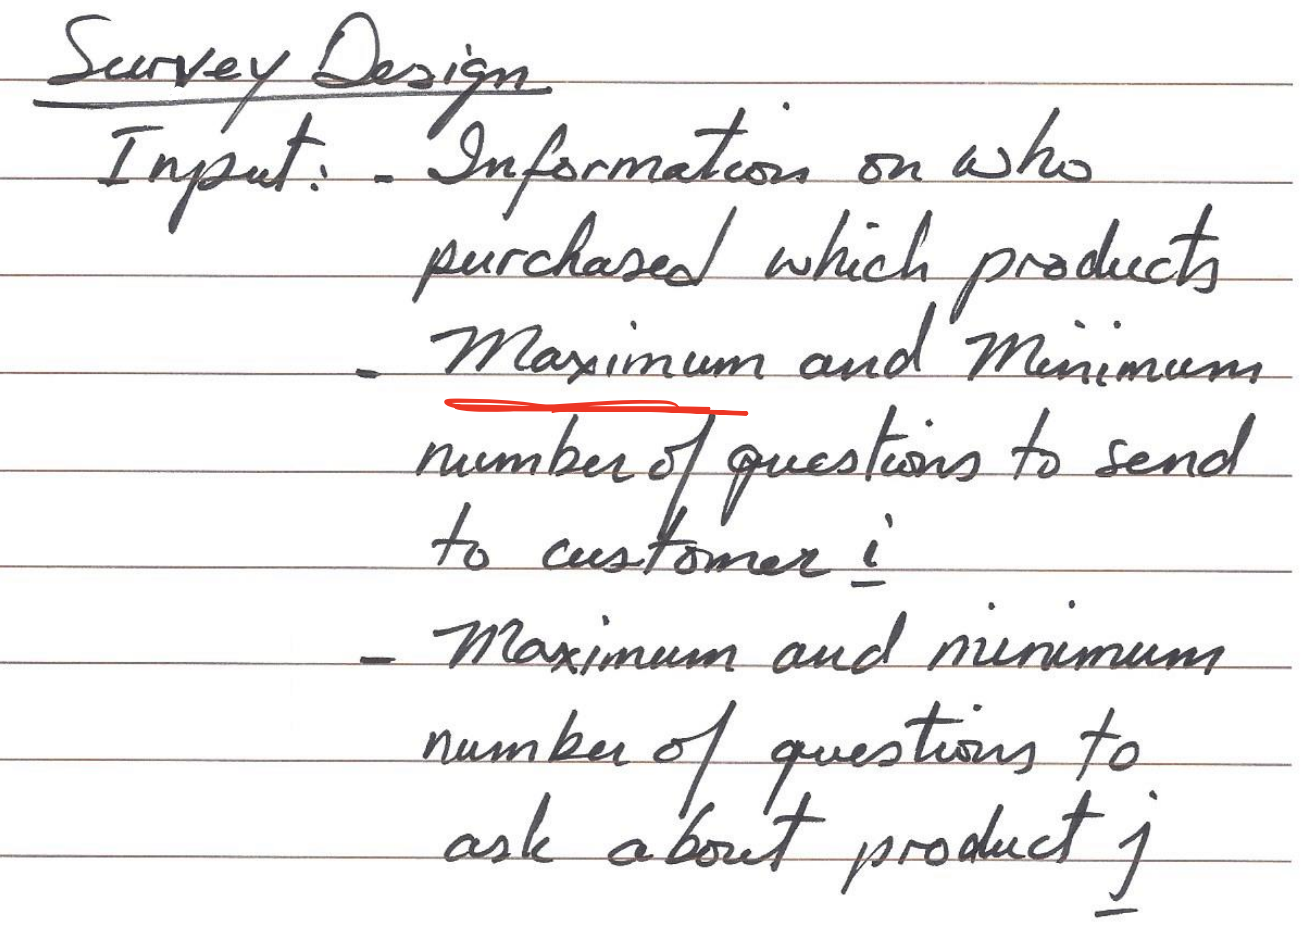 Survey Design
Input: - Information on who
purchased which products
- Maximum and Minimum
number of questions to send
to customer i
- Maximum and minimum
number of questions to
ask about product j